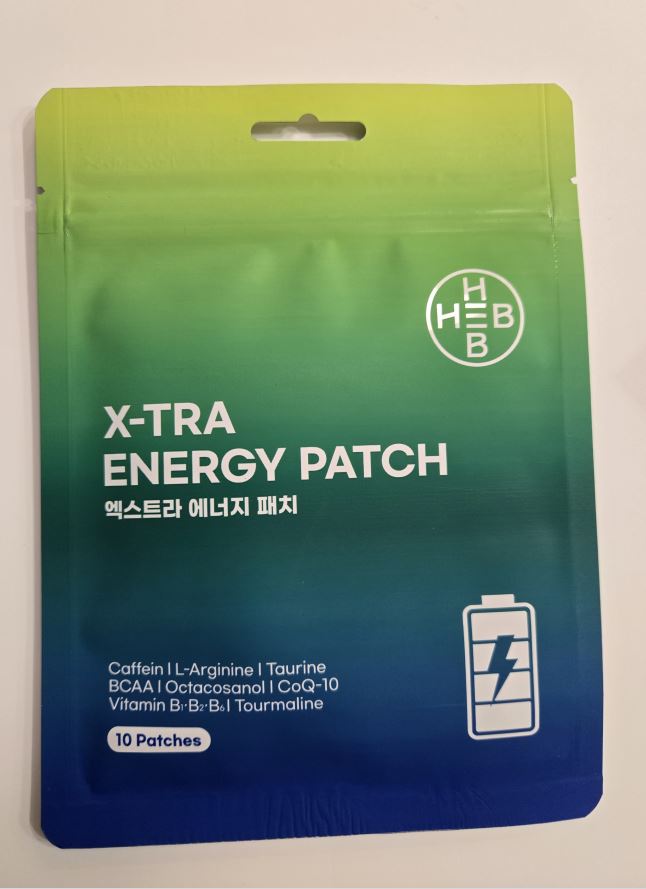 H
HEB
B
X-TRA
ENERGY PATCH
엑스트라 에너지 패치
Caffein | L-Arginine | Taurine
BCAA | Octacosanol | CoQ-10
Vitamin B₁·B₂·B₆ | Tourmaline
10 Patches